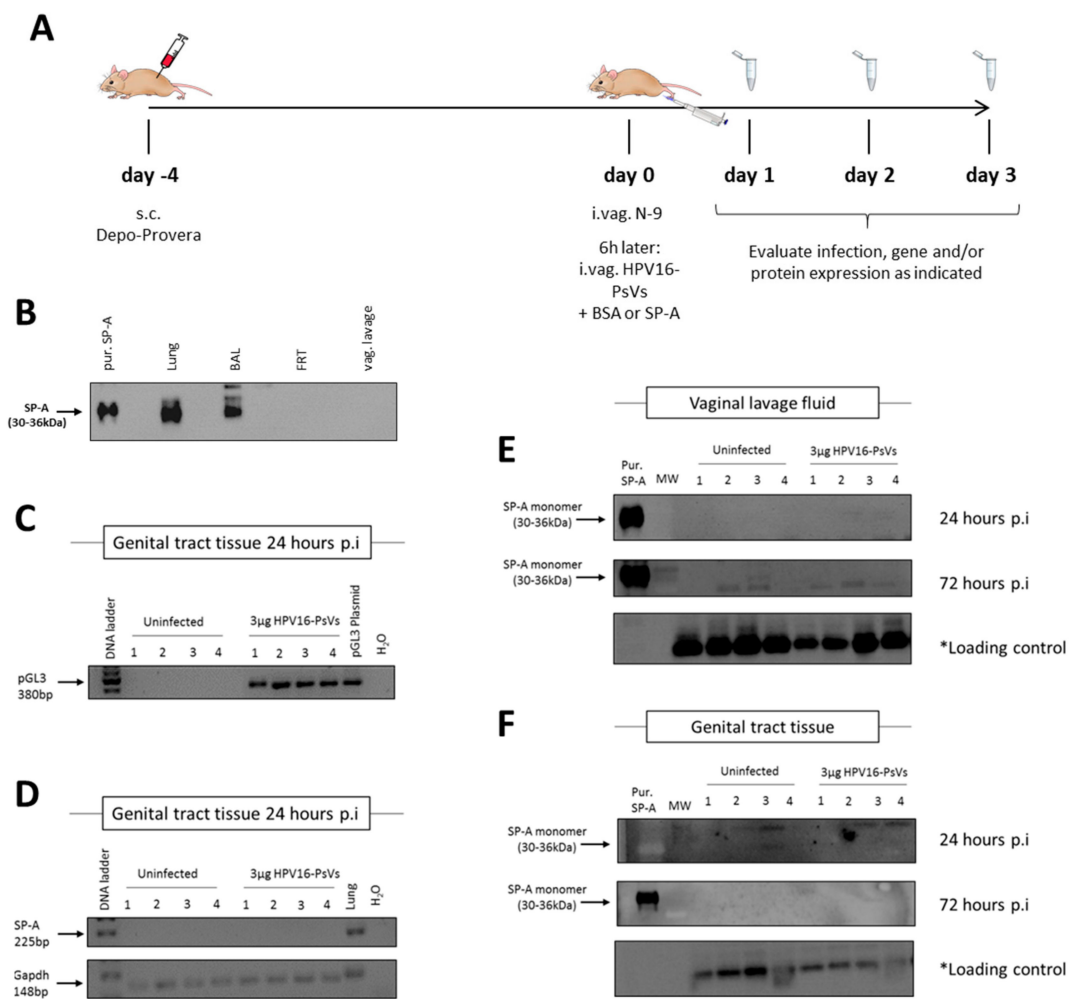 A
day -4
s.c.
Depo-Provera
day 0
i.vag. N-9
6h later:
i.vag. HPV16-
PsVs
+ BSA or SP-A
day 1
day 2
day 3
Evaluate infection, gene and/or
protein expression as indicated
B
pur. SP-A
Lung
BAL
FRT
vag. lavage
SP-A
(30-36kDa)
C
Genital tract tissue 24 hours p.i
DNA ladder
Uninfected
1 2 3 4
3µg HPV16-PsVs
1 2 3 4
pGL3 Plasmid
H₂O
pGL3
380bp
D
Genital tract tissue 24 hours p.i
DNA ladder
Uninfected
1 2 3 4
3µg HPV16-PsVs
1 2 3 4
Lung
H₂O
SP-A
225bp
Gapdh
148bp
E
Vaginal lavage fluid
Pur.
SP-A
MW
Uninfected
1 2 3 4
3µg HPV16-PsVs
1 2 3 4
SP-A monomer
(30-36kDa)
24 hours p.i
SP-A monomer
(30-36kDa)
72 hours p.i
*Loading control
F
Genital tract tissue
Pur.
SP-A
MW
Uninfected
1 2 3 4
3µg HPV16-PsVs
1 2 3 4
SP-A monomer
(30-36kDa)
24 hours p.i
SP-A monomer
(30-36kDa)
72 hours p.i
*Loading control